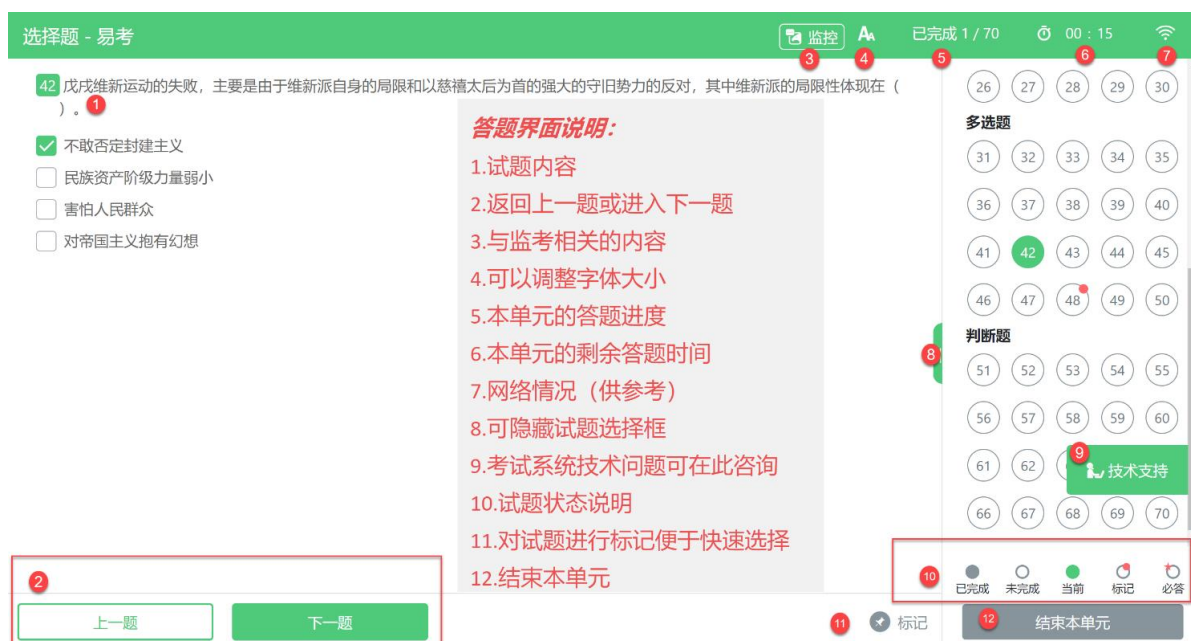 选择题 - 易考
监控
AA
已完成 1 / 70
00 : 15
3
4
5
6
7
42 戊戌维新运动的失败，主要是由于维新派自身的局限和以慈禧太后为首的强大的守旧势力的反对，其中维新派的局限性体现在（
）。
1
不敢否定封建主义
民族资产阶级力量弱小
害怕人民群众
对帝国主义抱有幻想
答题界面说明：
1.试题内容
2.返回上一题或进入下一题
3.与监考相关的内容
4.可以调整字体大小
5.本单元的答题进度
6.本单元的剩余答题时间
7.网络情况（供参考）
8.可隐藏试题选择框
9.考试系统技术问题可在此咨询
10.试题状态说明
11.对试题进行标记便于快速选择
12.结束本单元
26 27 28 29 30
多选题
31 32 33 34 35
36 37 38 39 40
41 42 43 44 45
46 47 48 49 50
判断题
8
51 52 53 54 55
56 57 58 59 60
61 62
9
技术支持
66 67 68 69 70
10
已完成 未完成 当前 标记 必答
2
上一题
下一题
11
标记
12
结束本单元